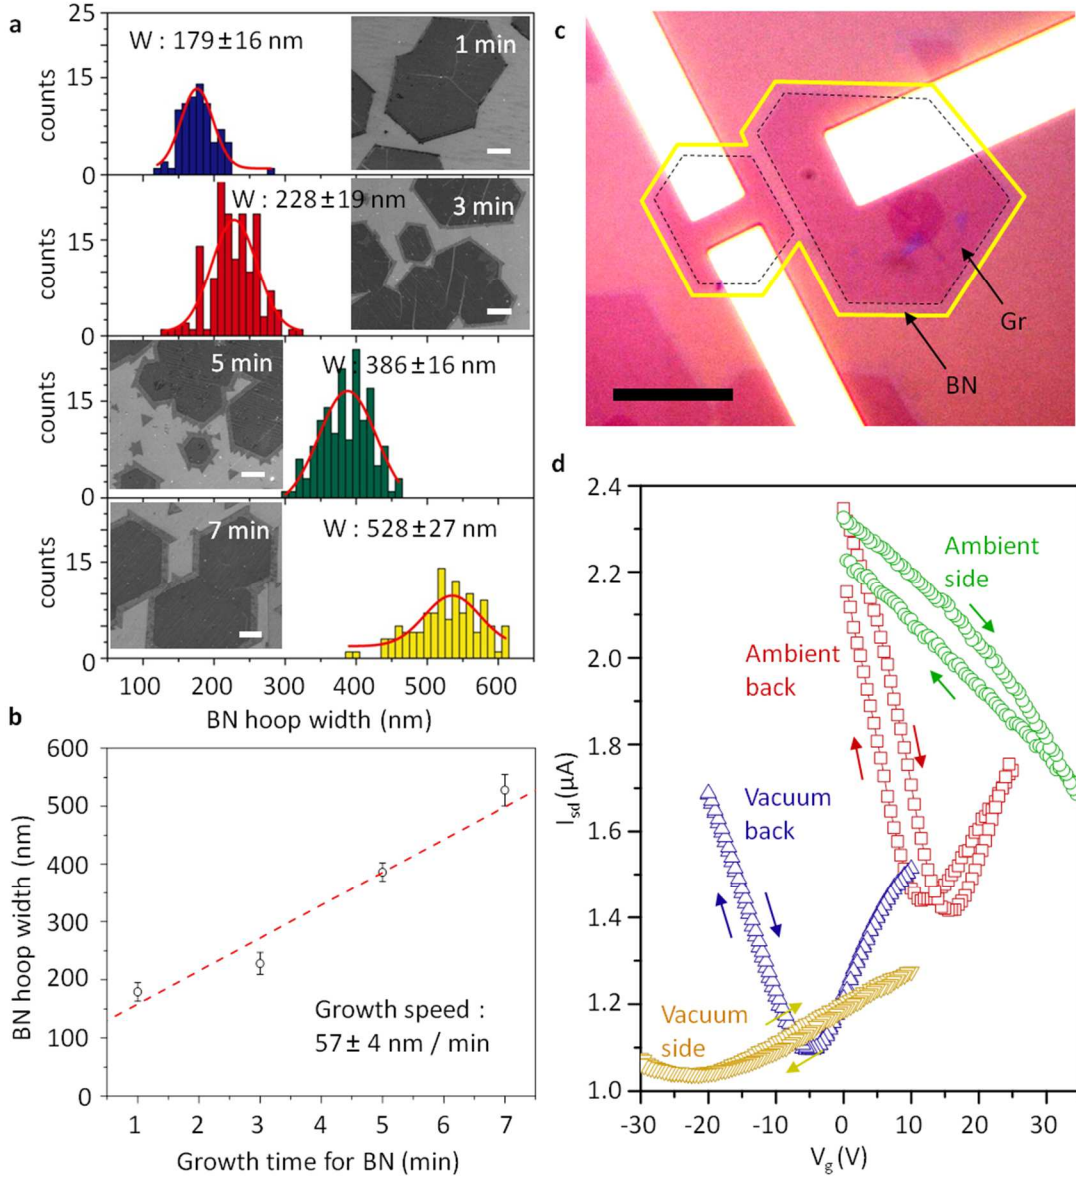 a
25
W : 179±16 nm
1 min
counts
15
0
W : 228±19 nm
3 min
counts
15
0
5 min
W : 386±16 nm
counts
15
0
7 min
W : 528±27 nm
counts
15
0
100 200 300 400 500 600
BN hoop width (nm)
b
600
500
400
300
200
100
0
BN hoop width (nm)
Growth speed :
57± 4 nm / min
1 3 5 7
Growth time for BN (min)
c
Gr
BN
d
2.4
2.2
2.0
1.8
1.6
1.4
1.2
1.0
Isd (μA)
Ambient
side
Ambient
back
Vacuum
back
Vacuum
side
-30 -20 -10 0 10 20 30
Vg (V)